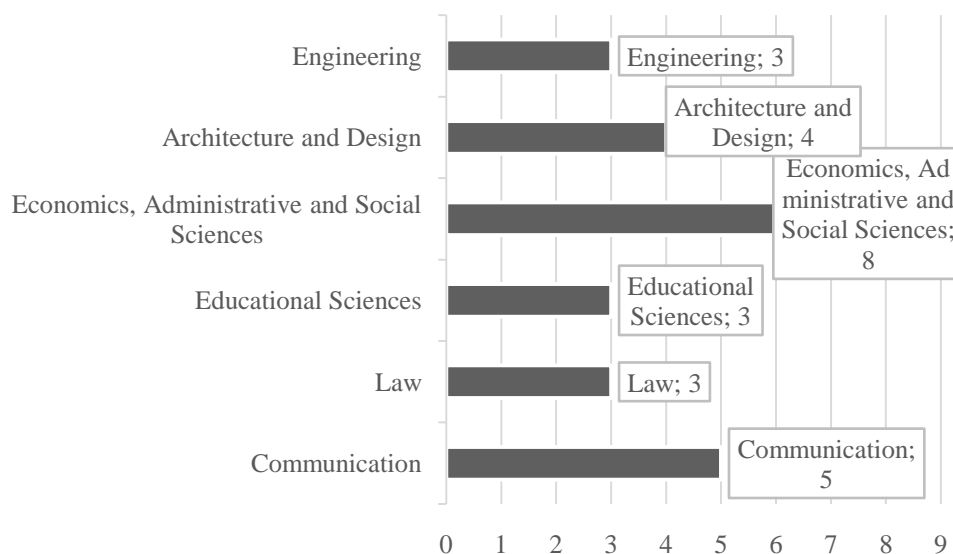 Engineering
Engineering; 3
Architecture and Design
Architecture and
Design; 4
Economics, Administrative and Social
Sciences
Economics, Ad
ministrative and
Social Sciences;
8
Educational Sciences
Educational
Sciences; 3
Law
Law; 3
Communication
Communication;
5
0 1 2 3 4 5 6 7 8 9